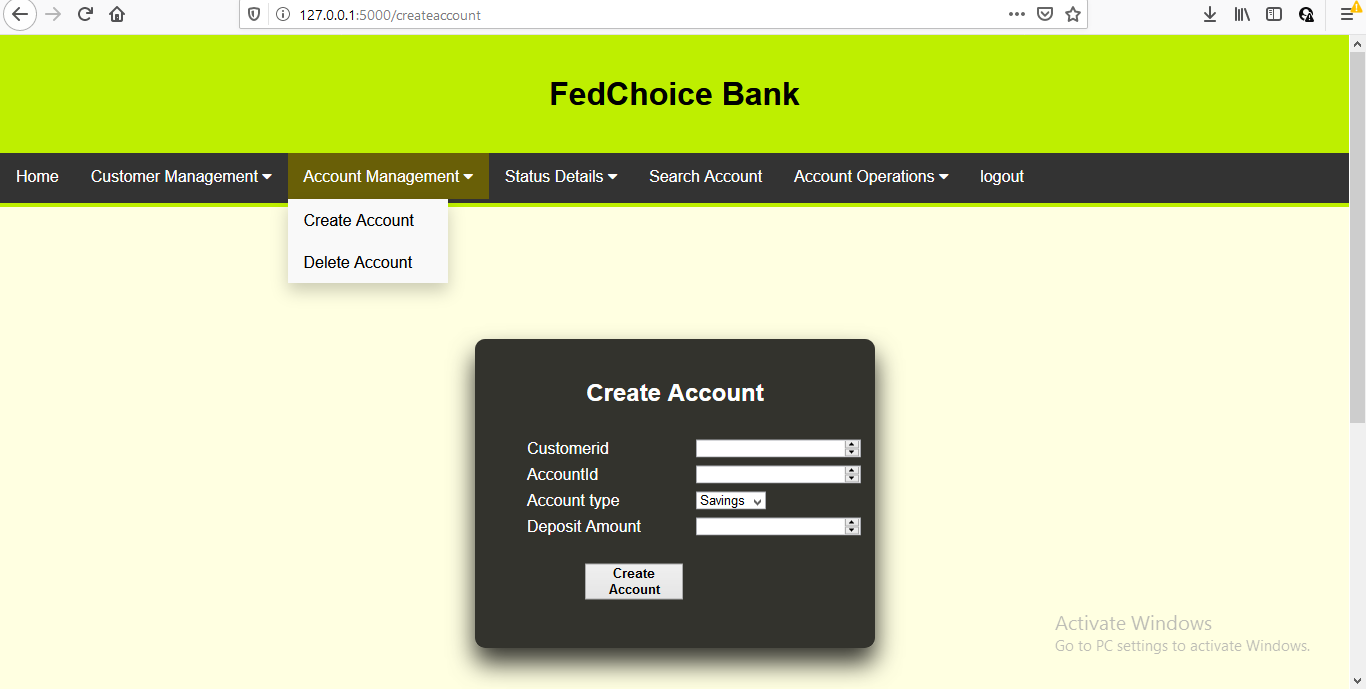 127.0.0.1:5000/createaccount
FedChoice Bank
Home Customer Management Account Management Status Details Search Account Account Operations logout
Create Account
Delete Account
Create Account
Customerid
AccountId
Account type Savings
Deposit Amount
Create
Account
Activate Windows
Go to PC settings to activate Windows.